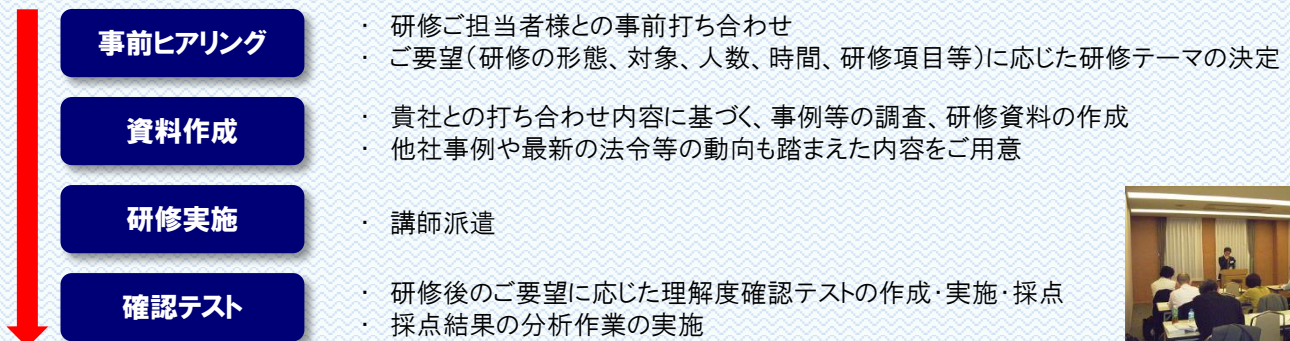 事前ヒアリング
・ 研修ご担当者様との事前打ち合わせ
・ ご要望(研修の形態、対象、人数、時間、研修項目等)に応じた研修テーマの決定
資料作成
・ 貴社との打ち合わせ内容に基づく、事例等の調査、研修資料の作成
・ 他社事例や最新の法令等の動向も踏まえた内容をご用意
研修実施
・ 講師派遣
確認テスト
・ 研修後のご要望に応じた理解度確認テストの作成・実施・採点
・ 採点結果の分析作業の実施